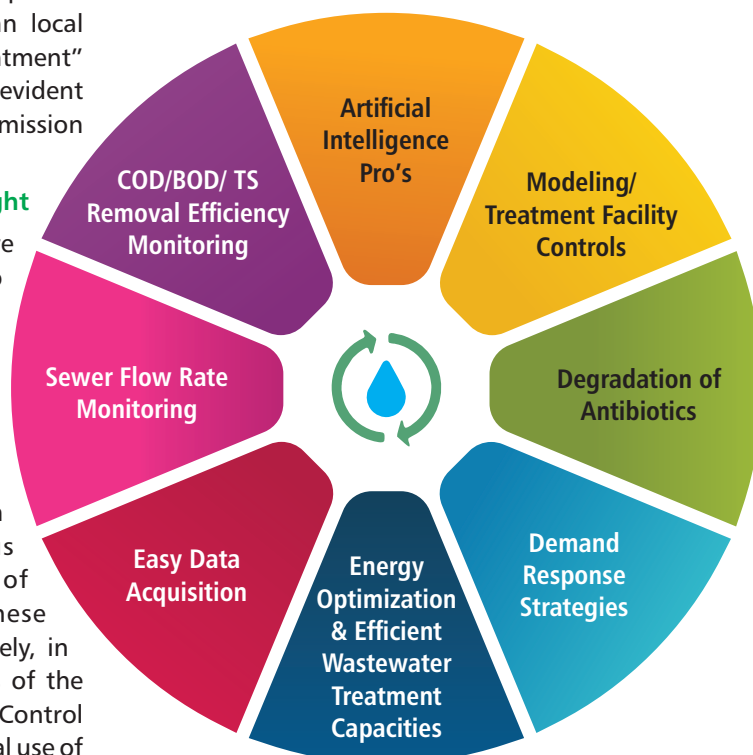 an local
tment”
evident
mission
ght
of
hese
ely, in
of the
Control
al use of
Artificial
Intelligence
Pro's
Modeling/
Treatment Facility
Controls
Degradation of
Antibiotics
Demand
Response
Strategies
Energy
Optimization
& Efficient
Wastewater
Treatment
Capacities
Easy Data
Acquisition
Sewer Flow Rate
Monitoring
COD/BOD/ TS
Removal Efficiency
Monitoring